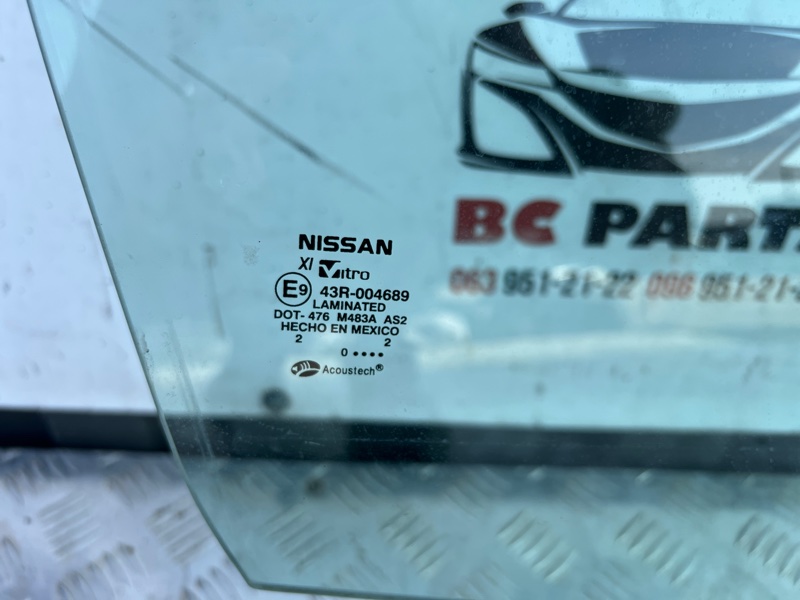 BC PART
063 951-21-22 096 951-21-
NISSAN
XI Vitro
E9 43R-004689
LAMINATED
DOT- 476 M483A AS2
HECHO EN MEXICO
2 2
0 ••••
Acoustech®